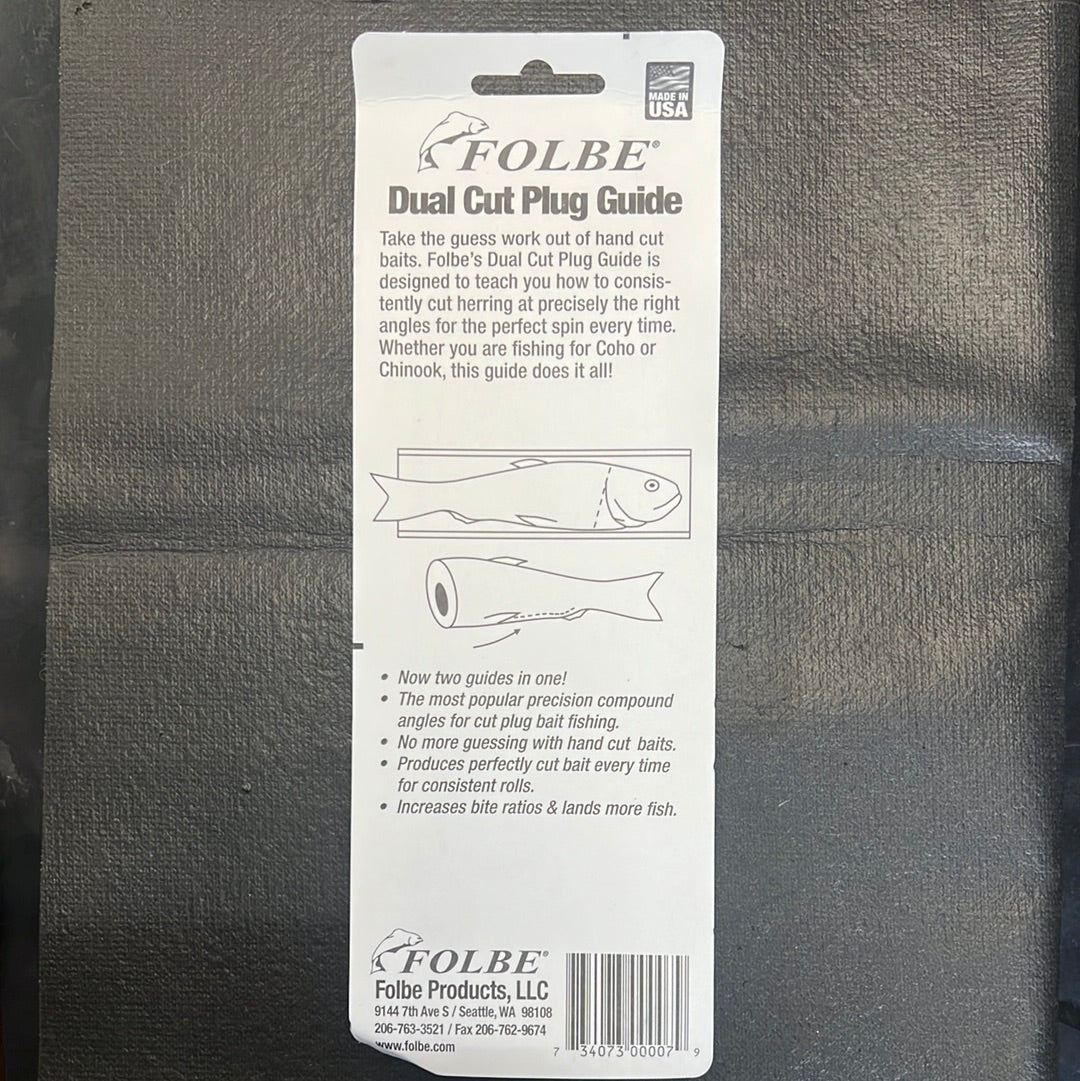 MADE IN
USA
FOLBE®
Dual Cut Plug Guide
Take the guess work out of hand cut
baits. Folbe's Dual Cut Plug Guide is
designed to teach you how to consis-
tently cut herring at precisely the right
angles for the perfect spin every time.
Whether you are fishing for Coho or
Chinook, this guide does it all!
• Now two guides in one!
• The most popular precision compound
angles for cut plug bait fishing.
• No more guessing with hand cut baits.
• Produces perfectly cut bait every time
for consistent rolls.
• Increases bite ratios & lands more fish.
FOLBE®
Folbe Products, LLC
9144 7th Ave S / Seattle, WA 98108
206-763-3521 / Fax 206-762-9674
www.folbe.com
7 34073 00007 9